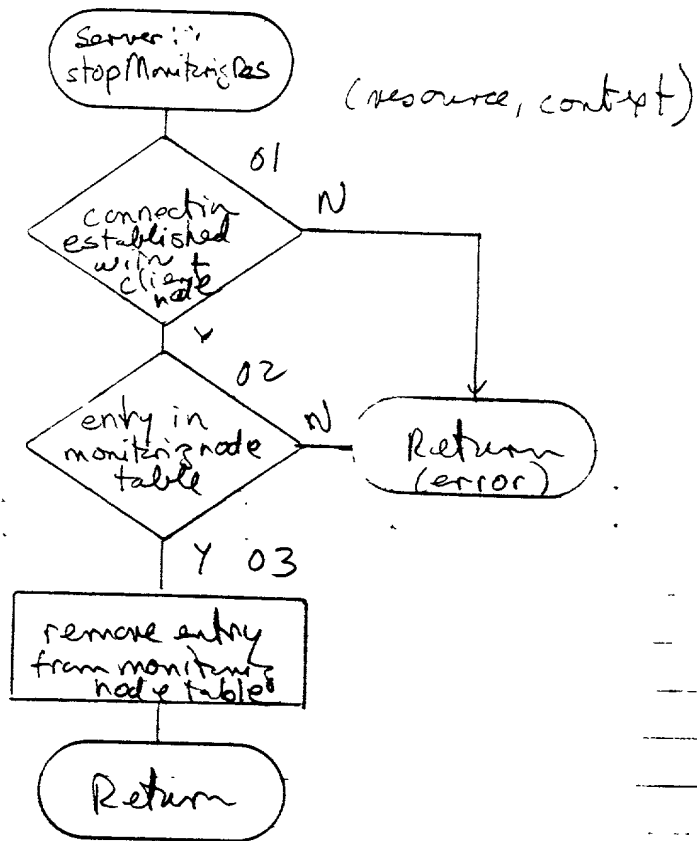 Server::
stopMonitoringRes
(resource, context)
01
connection
established
with
client
node
N
Y
02
entry in
monitoring node
table
N
Return
(error)
Y 03
remove entry
from monitoring
node table
Return